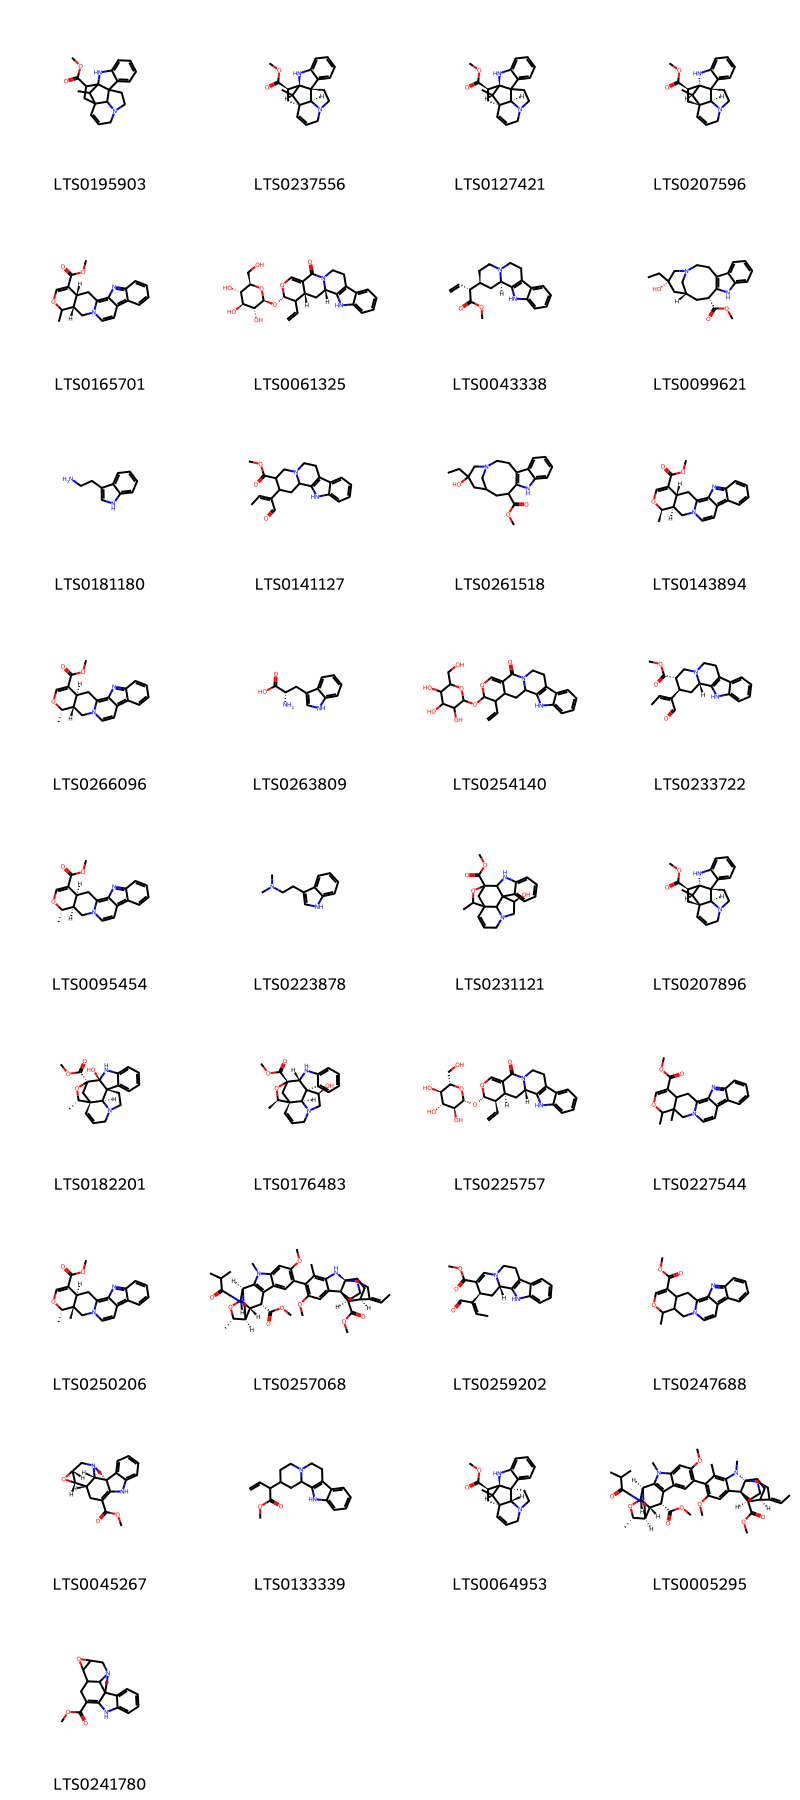 LTS0195903 LTS0237556 LTS0127421 LTS0207596
LTS0165701 LTS0061325 LTS0043338 LTS0099621
LTS0181180 LTS0141127 LTS0261518 LTS0143894
LTS0266096 LTS0263809 LTS0254140 LTS0233722
LTS0095454 LTS0223878 LTS0231121 LTS0207896
LTS0182201 LTS0176483 LTS0225757 LTS0227544
LTS0250206 LTS0257068 LTS0259202 LTS0247688
LTS0045267 LTS0133339 LTS0064953 LTS0005295
LTS0241780